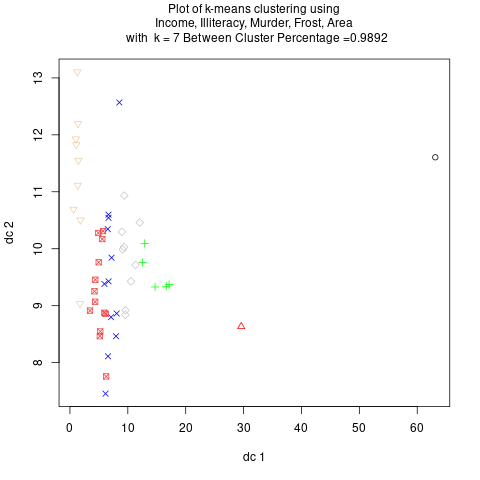 Plot of k-means clustering using
Income, Illiteracy, Murder, Frost, Area
with k = 7 Between Cluster Percentage =0.9892
13
12
11
10
9
8
dc 2
0 10 20 30 40 50 60
dc 1